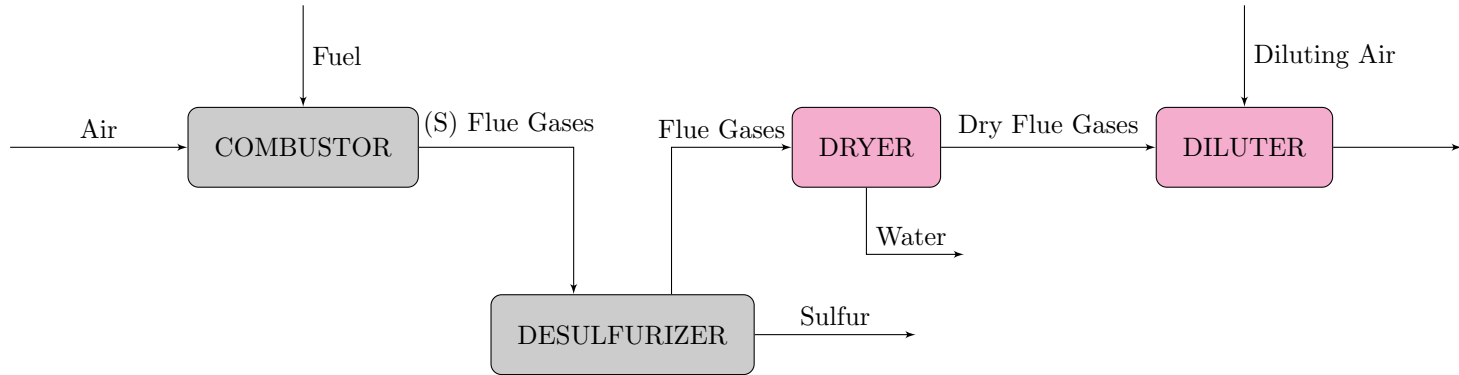 Fuel
Diluting Air
Air
COMBUSTOR
(S) Flue Gases
Flue Gases
DRYER
Dry Flue Gases
DILUTER
Water
DESULFURIZER
Sulfur